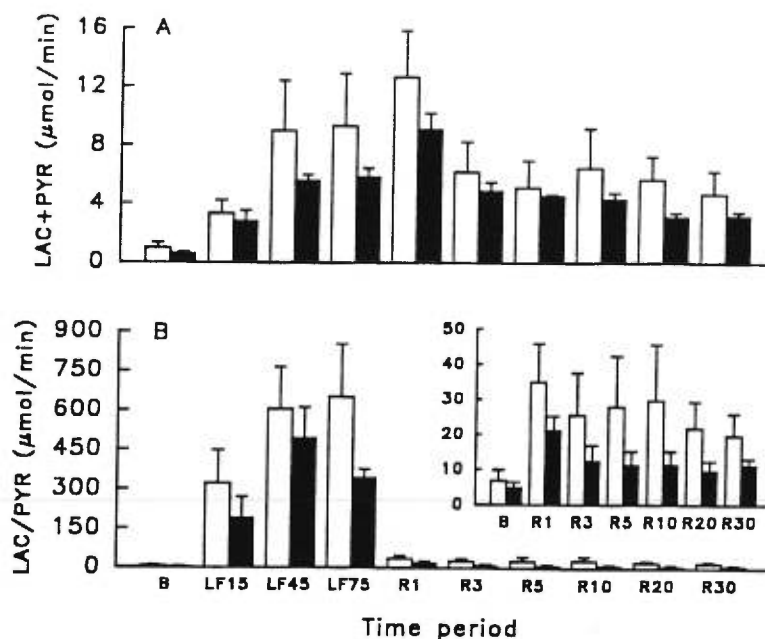 A
LAC+PYR (μmol/min)
16
12
8
4
0
B
LAC/PYR (μmol/min)
900
750
600
450
300
150
0
50
40
30
20
10
0
B R1 R3 R5 R10 R20 R30
B LF15 LF45 LF75 R1 R3 R5 R10 R20 R30
Time period